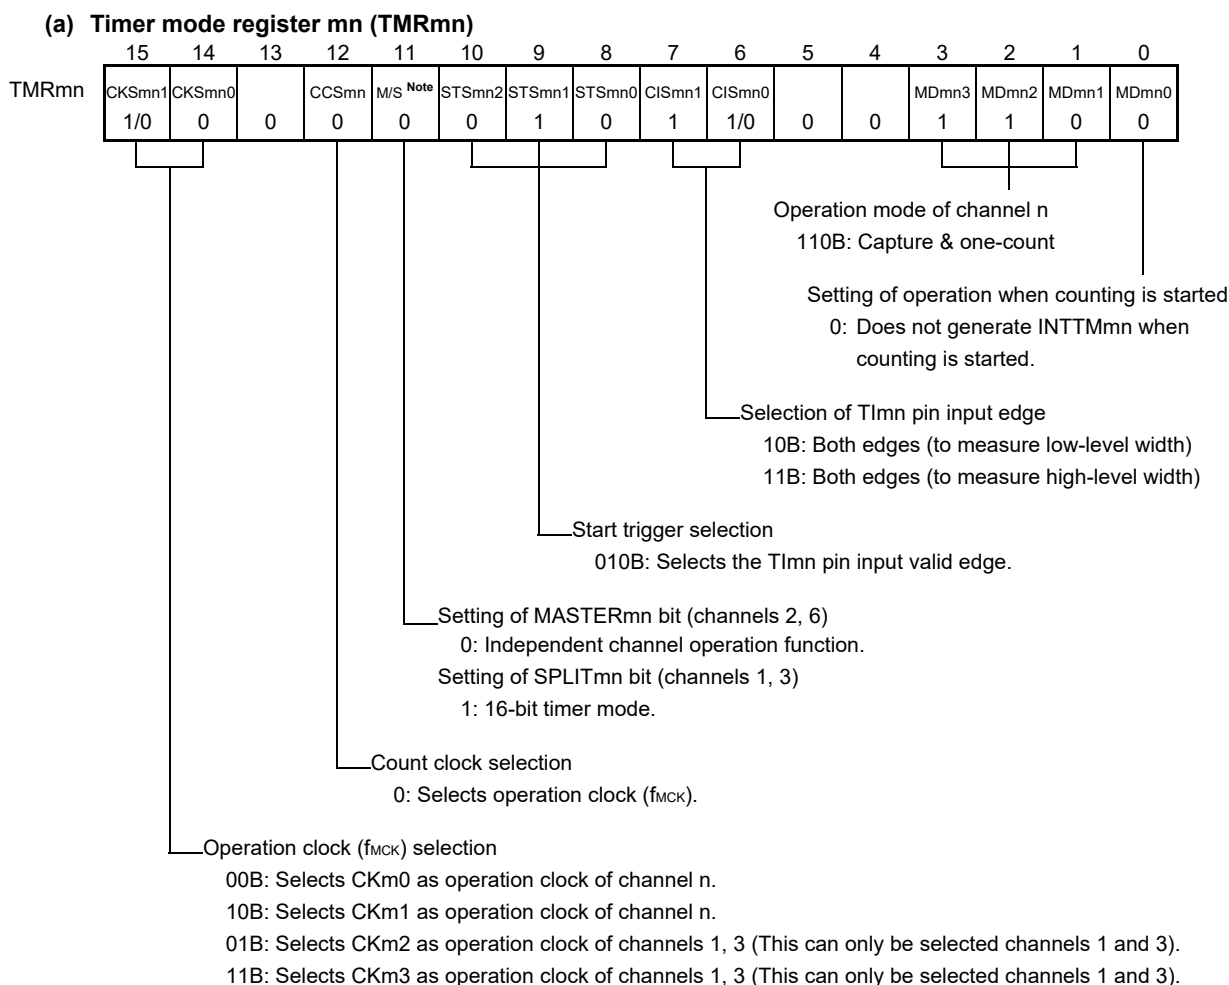 (a) Timer mode register mn (TMRmn)
15 14 13 12 11 10 9 8 7 6 5 4 3 2 1 0
TMRmn CKSmn1 CKSmn0 CCSmn M/S Note STSmn2 STSmn1 STSmn0 CISmn1 CISmn0 MDmn3 MDmn2 MDmn1 MDmn0
1/0 0 0 0 0 0 1 0 1 1/0 0 0 1 1 0 0
Operation mode of channel n
110B: Capture & one-count
Setting of operation when counting is started
0: Does not generate INTTMmn when
counting is started.
Selection of TImn pin input edge
10B: Both edges (to measure low-level width)
11B: Both edges (to measure high-level width)
Start trigger selection
010B: Selects the TImn pin input valid edge.
Setting of MASTERmn bit (channels 2, 6)
0: Independent channel operation function.
Setting of SPLITmn bit (channels 1, 3)
1: 16-bit timer mode.
Count clock selection
0: Selects operation clock (fMCK).
Operation clock (fMCK) selection
00B: Selects CKm0 as operation clock of channel n.
10B: Selects CKm1 as operation clock of channel n.
01B: Selects CKm2 as operation clock of channels 1, 3 (This can only be selected channels 1 and 3).
11B: Selects CKm3 as operation clock of channels 1, 3 (This can only be selected channels 1 and 3).